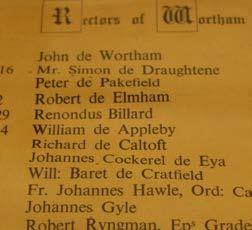 Rectors of Wortham
John de Wortham
16 Mr. Simon de Draughtene
Peter de Pakefield
2 Robert de Elmham
29 Renondus Billard
4 William de Appleby
Richard de Caltoft
Johannes Cockerel de Eya
Will: Baret de Cratfield
Fr. Johannes Hawle, Ord: Ca
Johannes Gyle
Robert Ryngman, Eps Grade